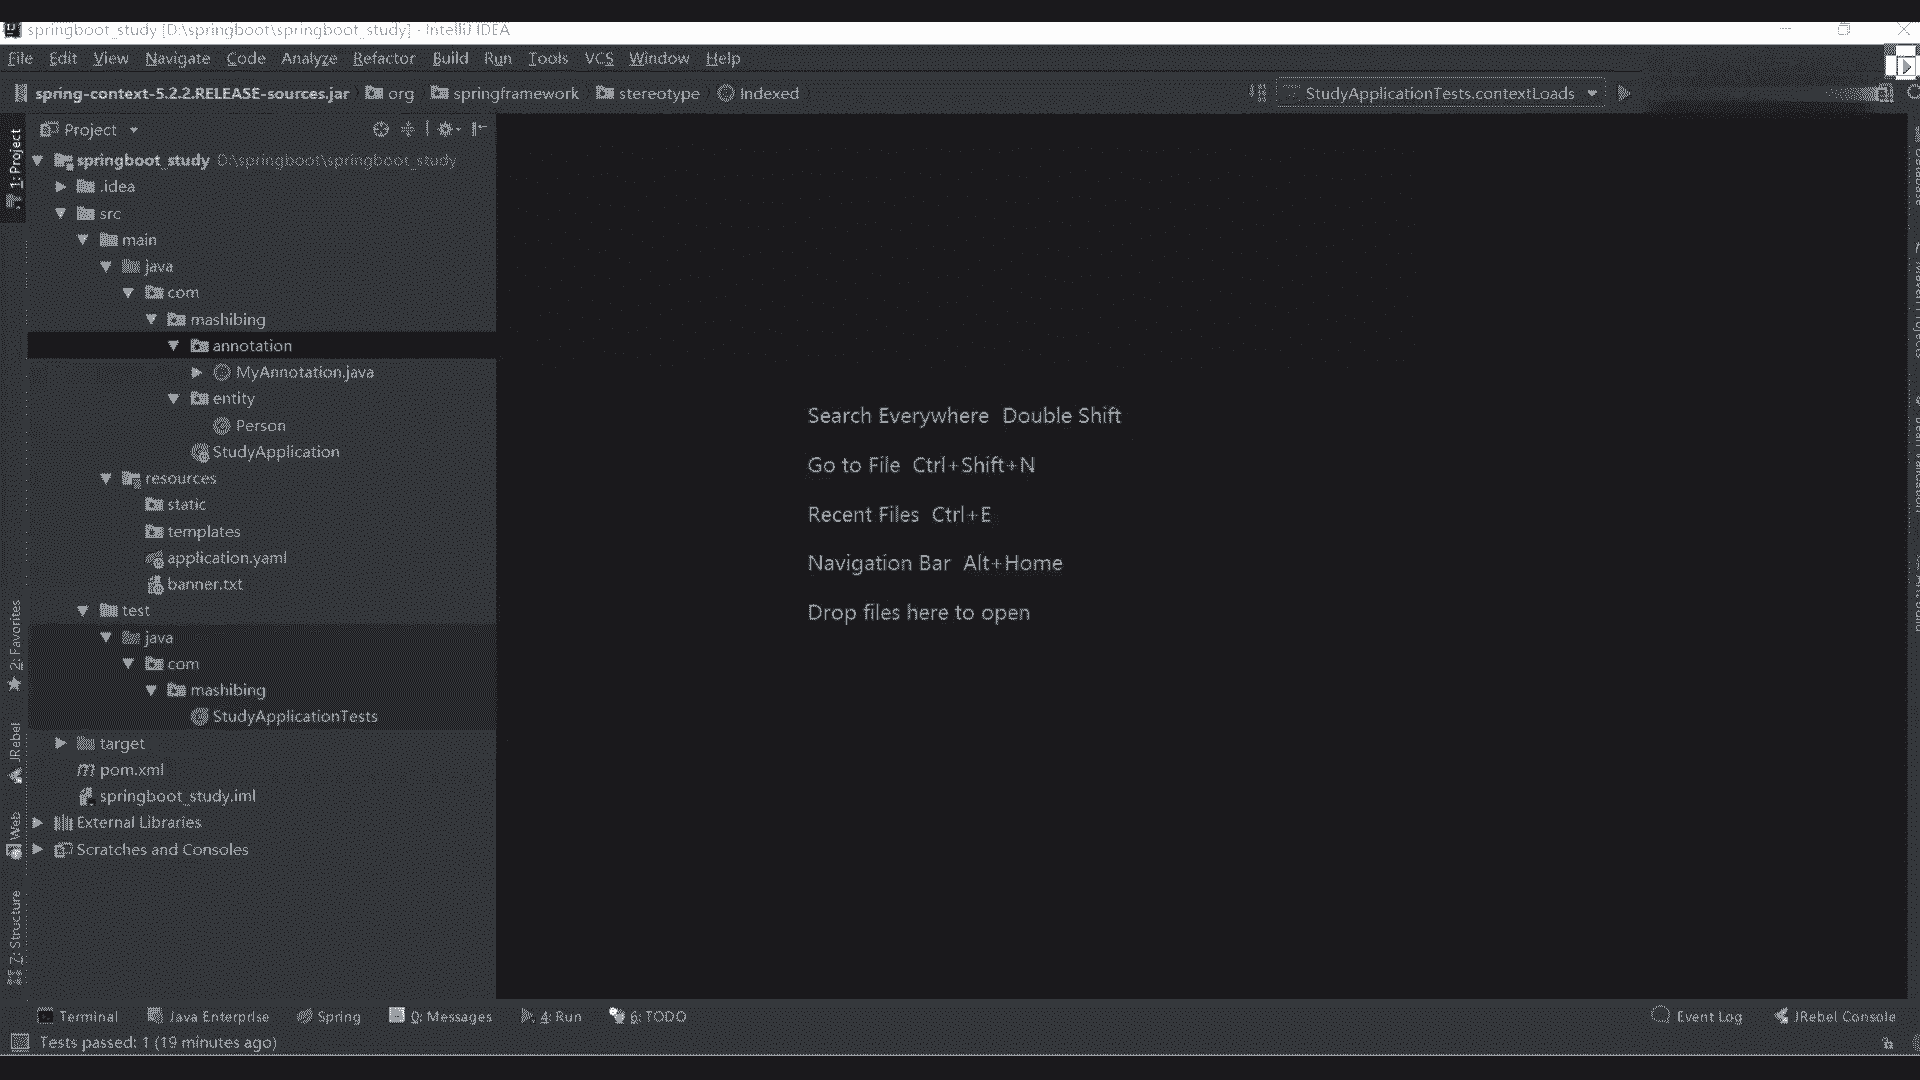 springboot_study [D:\springboot\springboot_study] - IntelliJ IDEA
File Edit View Navigate Code Analyze Refactor Build Run Tools VCS Window Help
spring-context-5.2.2.RELEASE-sources.jar org springframework stereotype Indexed StudyApplicationTests.contextLoads
1: Project
Project
springboot_study D:\springboot\springboot_study
.idea
src
main
java
com
mashibing
annotation
MyAnnotation.java
entity
Person
StudyApplication
resources
static
templates
application.yaml
banner.txt
test
java
com
mashibing
StudyApplicationTests
target
pom.xml
springboot_study.iml
External Libraries
Scratches and Consoles
2: Favorites
JRebel
Web
7: Structure
Search Everywhere Double Shift
Go to File Ctrl+Shift+N
Recent Files Ctrl+E
Navigation Bar Alt+Home
Drop files here to open
Terminal Java Enterprise Spring 0: Messages 4: Run 6: TODO Event Log JRebel Console
Tests passed: 1 (19 minutes ago)